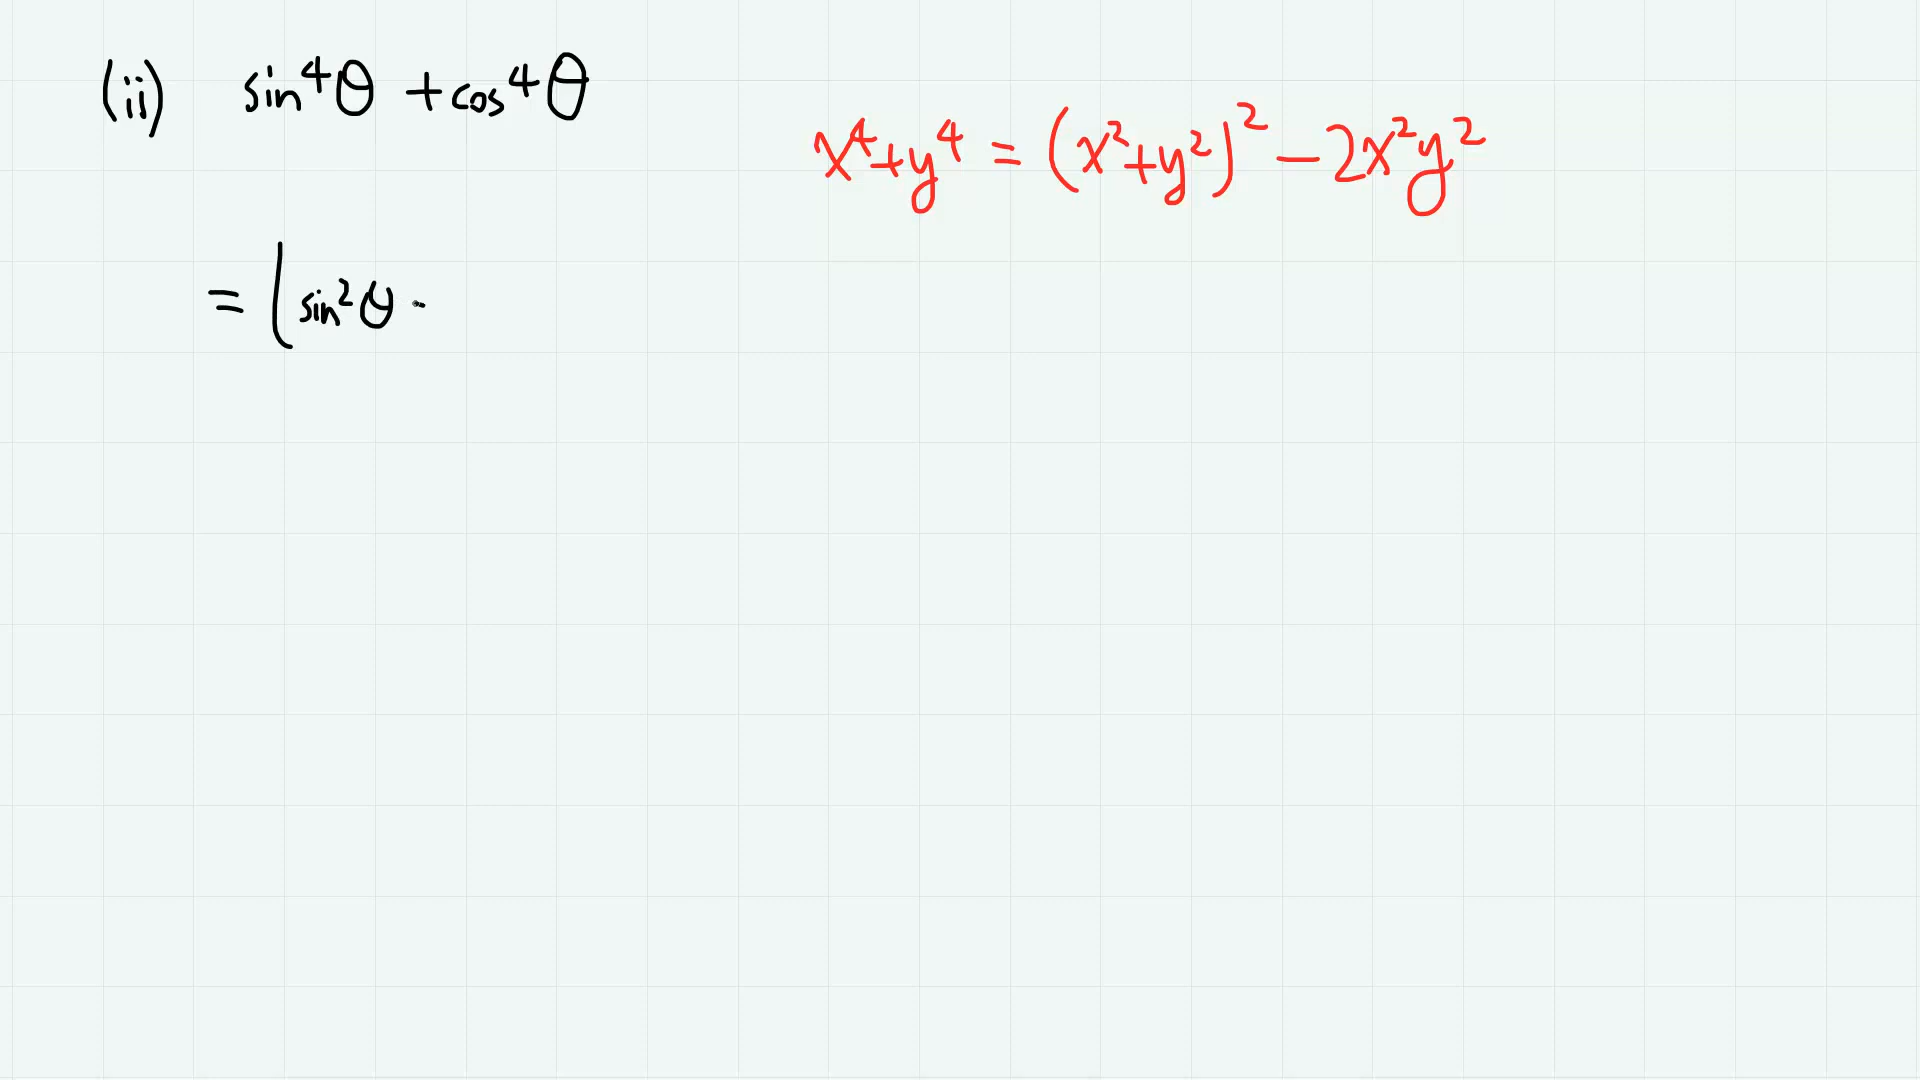 (ii) sin⁴θ + cos⁴θ
x⁴+y⁴ = (x²+y²)² − 2x²y²
= (sin²θ -